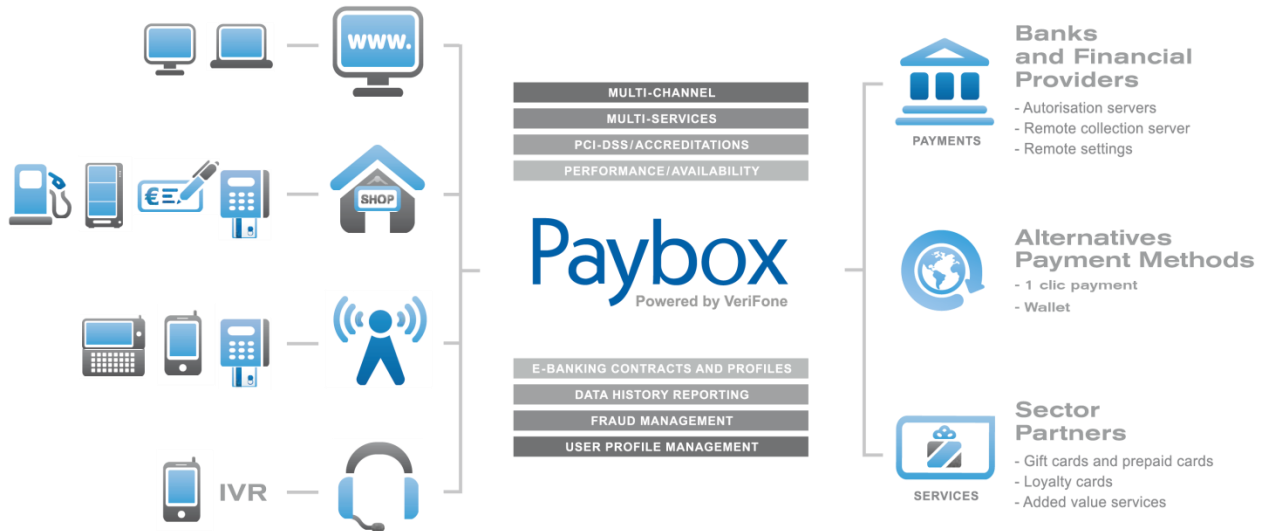 www.
SHOP
€
IVR
MULTI-CHANNEL
MULTI-SERVICES
PCI-DSS/ACCREDITATIONS
PERFORMANCE/AVAILABILITY
Paybox
Powered by VeriFone
E-BANKING CONTRACTS AND PROFILES
DATA HISTORY REPORTING
FRAUD MANAGEMENT
USER PROFILE MANAGEMENT
PAYMENTS
Banks
and Financial
Providers
- Autorisation servers
- Remote collection server
- Remote settings
Alternatives
Payment Methods
- 1 clic payment
- Wallet
SERVICES
Sector
Partners
- Gift cards and prepaid cards
- Loyalty cards
- Added value services